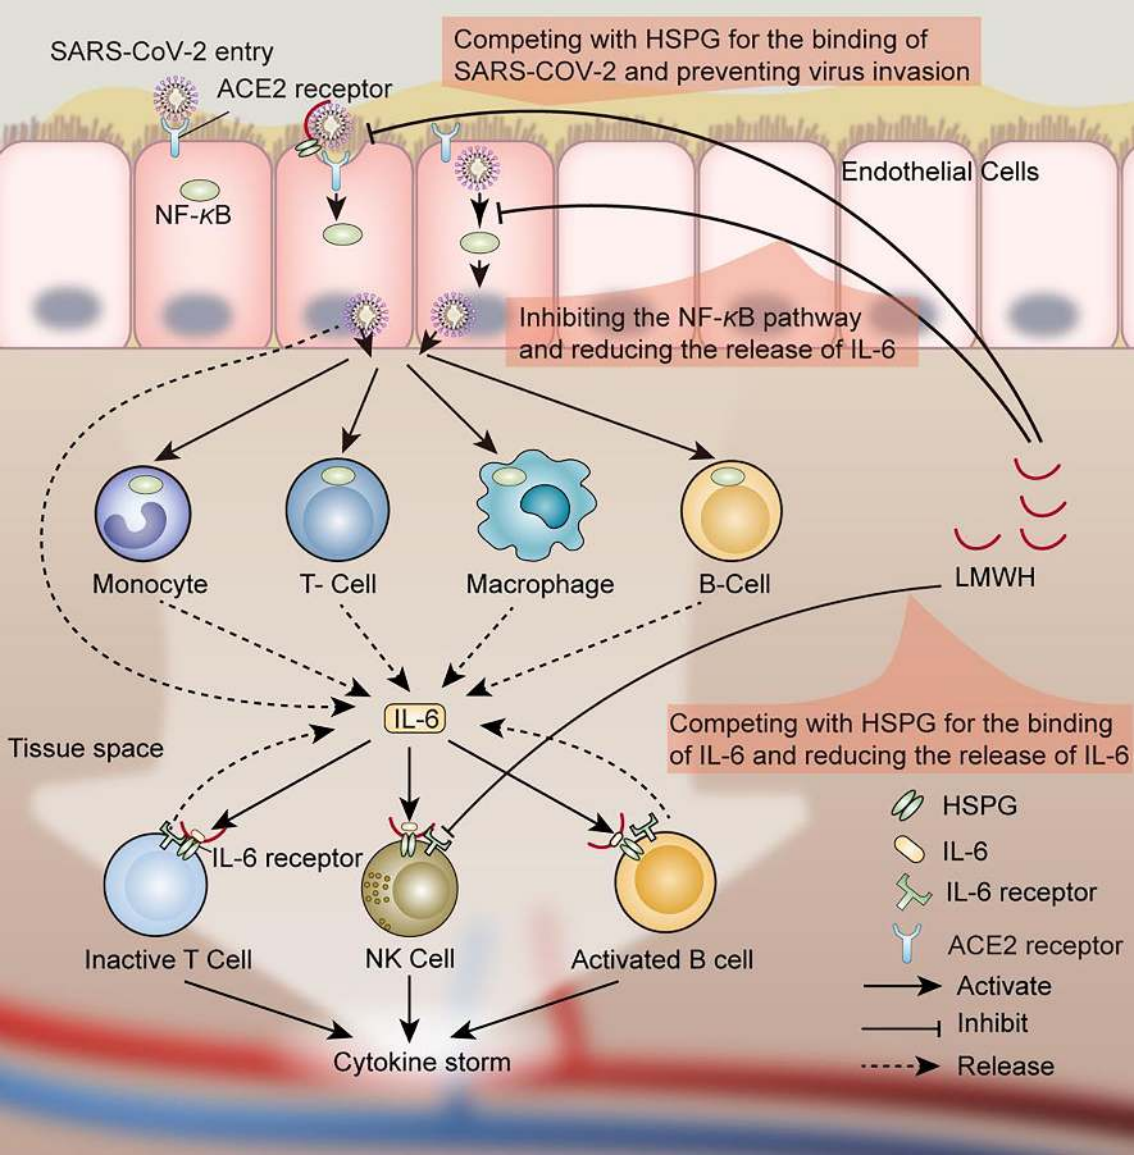 SARS-CoV-2 entry
ACE2 receptor
Competing with HSPG for the binding of
SARS-COV-2 and preventing virus invasion
Endothelial Cells
NF-κB
Inhibiting the NF-κB pathway
and reducing the release of IL-6
Monocyte
T- Cell
Macrophage
B-Cell
LMWH
IL-6
Tissue space
Competing with HSPG for the binding
of IL-6 and reducing the release of IL-6
IL-6 receptor
Inactive T Cell
NK Cell
Activated B cell
Cytokine storm
HSPG
IL-6
IL-6 receptor
ACE2 receptor
Activate
Inhibit
Release